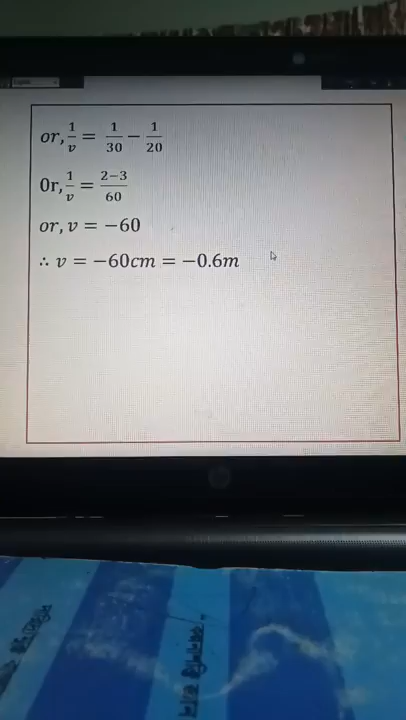 or, 1/v = 1/30 − 1/20
0r, 1/v = 2−3/60
or, v = −60
∴ v = −60cm = −0.6m